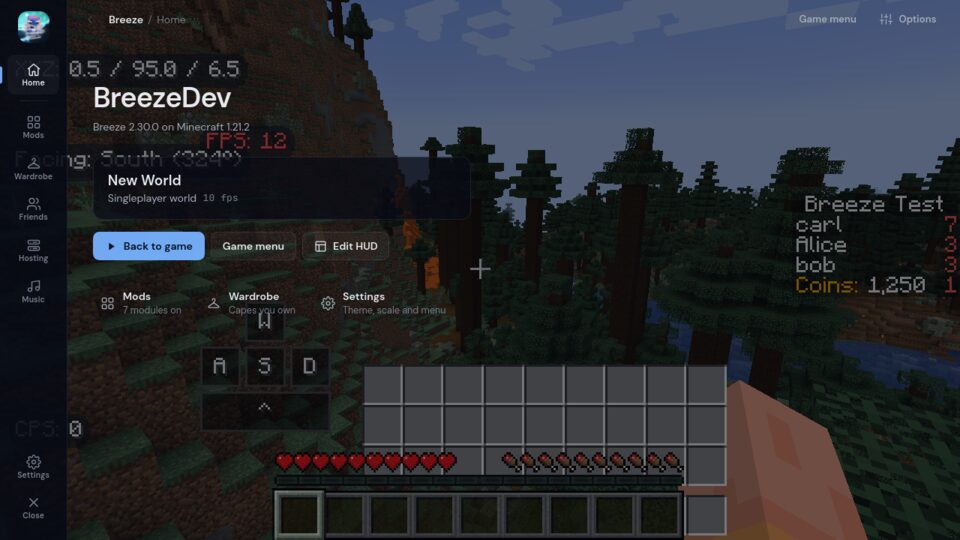 Breeze / Home
Game menu
Options
0.5 / 95.0 / 6.5
Home
BreezeDev
Breeze 2.30.0 on Minecraft 1.21.2
FPS: 12
Mods
Facing: South (324°)
Wardrobe
New World
Singleplayer world 10 fps
Friends
Hosting
Music
Back to game
Game menu
Edit HUD
Mods
7 modules on
Wardrobe
Capes you own
Settings
Theme, scale and menu
W
A
S
D
^
Breeze Test
carl 7
Alice 3
bob 3
Coins: 1,250 1
CPS: 0
Settings
Close